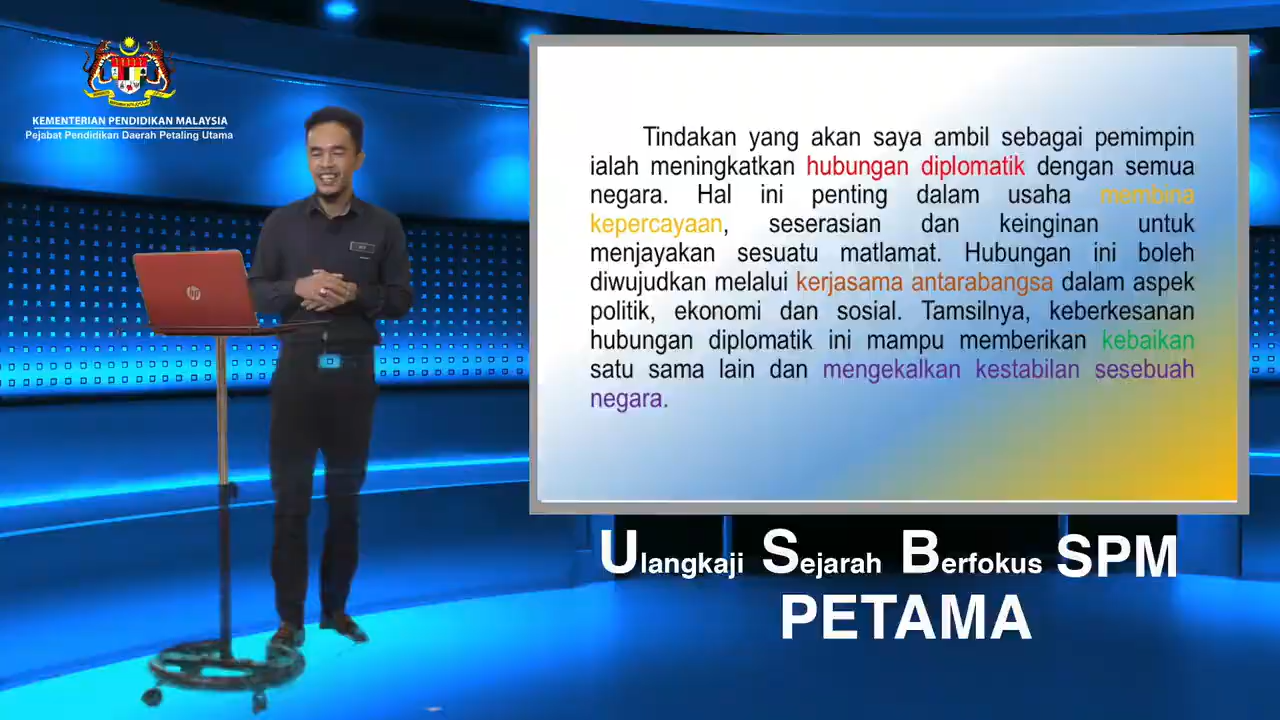 KEMENTERIAN PENDIDIKAN MALAYSIA
Pejabat Pendidikan Daerah Petaling Utama
hp
Tindakan yang akan saya ambil sebagai pemimpin
ialah meningkatkan hubungan diplomatik dengan semua
negara. Hal ini penting dalam usaha membina
kepercayaan, seserasian dan keinginan untuk
menjayakan sesuatu matlamat. Hubungan ini boleh
diwujudkan melalui kerjasama antarabangsa dalam aspek
politik, ekonomi dan sosial. Tamsilnya, keberkesanan
hubungan diplomatik ini mampu memberikan kebaikan
satu sama lain dan mengekalkan kestabilan sesebuah
negara.
Ulangkaji Sejarah Berfokus SPM
PETAMA